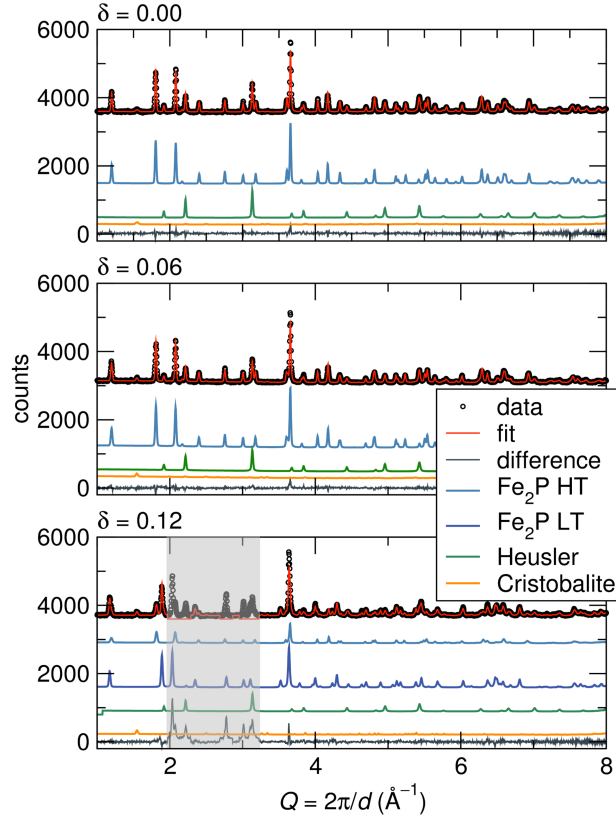 δ = 0.00
6000
4000
2000
0
δ = 0.06
6000
4000
2000
0
counts
data
fit
difference
Fe₂P HT
Fe₂P LT
Heusler
Cristobalite
δ = 0.12
6000
4000
2000
0
2 4 6 8
Q = 2π/d (Å⁻¹)